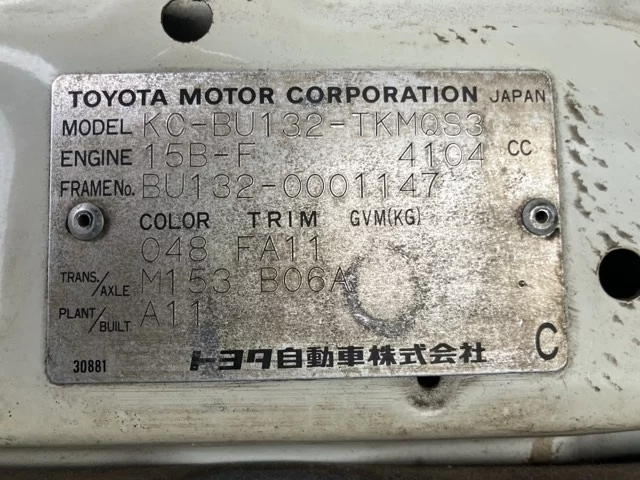 TOYOTA MOTOR CORPORATION JAPAN
MODEL KC-BU132-TKMQS3
ENGINE 15B-F 4104 CC
FRAME No. BU132-0001147
COLOR TRIM GVM(KG)
048 FA11
TRANS./AXLE M153 B06A
PLANT/BUILT A11
30881 トヨタ自動車株式会社 C